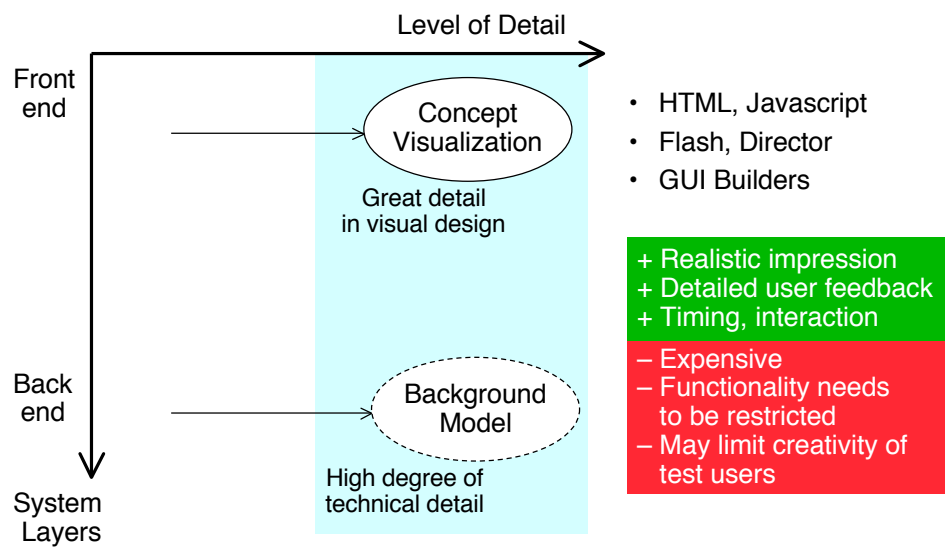 Level of Detail
Front
end
Concept
Visualization
Great detail
in visual design
• HTML, Javascript
• Flash, Director
• GUI Builders
+ Realistic impression
+ Detailed user feedback
+ Timing, interaction
– Expensive
– Functionality needs
to be restricted
– May limit creativity of
test users
Back
end
Background
Model
High degree of
technical detail
System
Layers